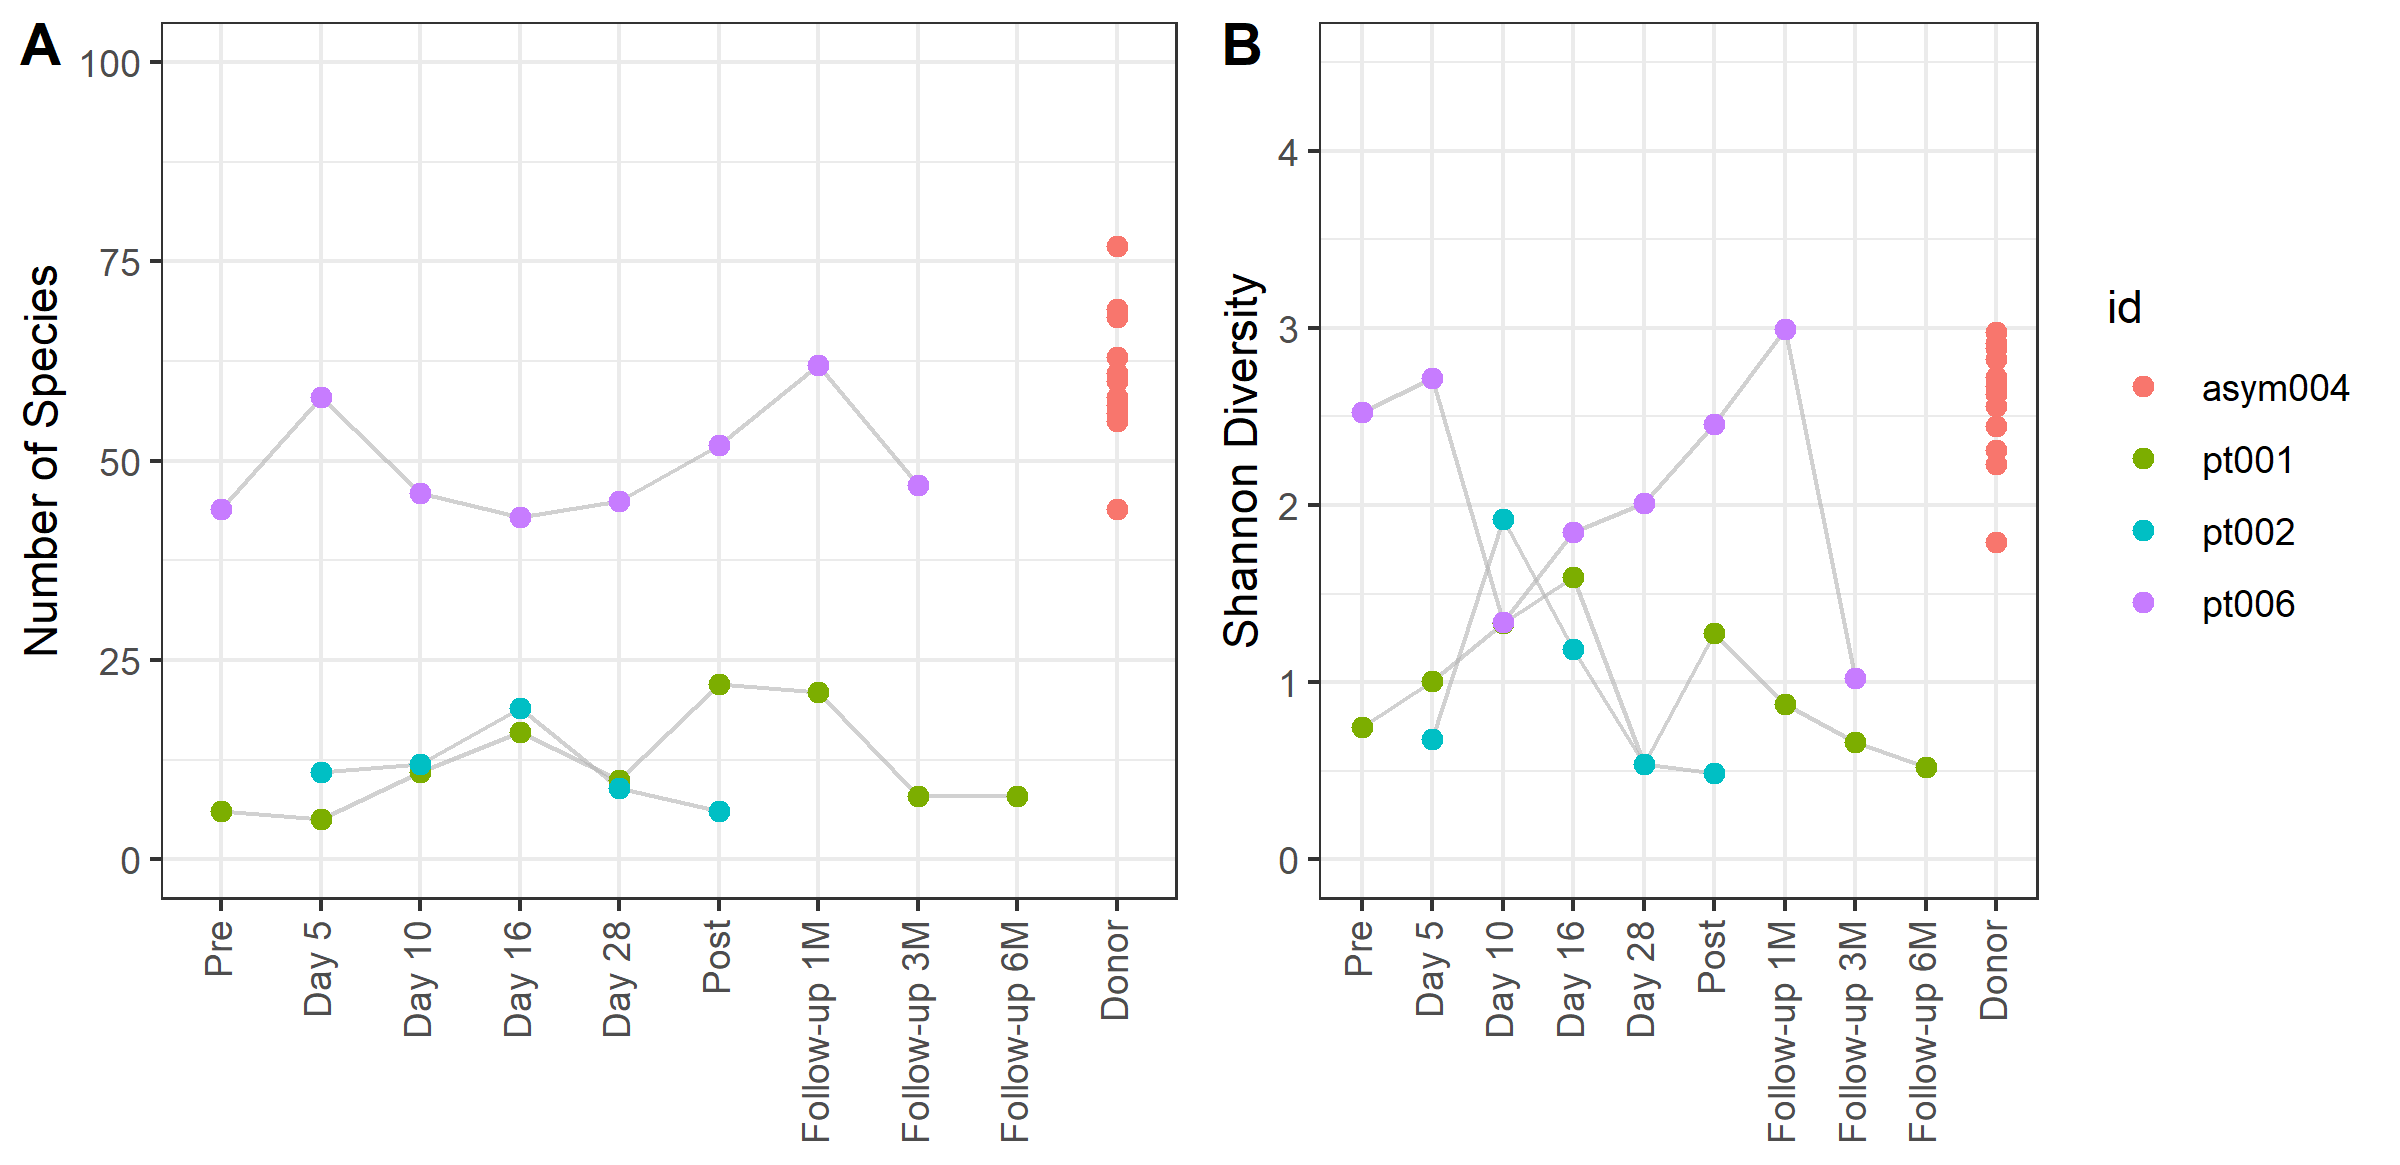 A
Number of Species
100
75
50
25
0
Pre
Day 5
Day 10
Day 16
Day 28
Post
Follow-up 1M
Follow-up 3M
Follow-up 6M
Donor
B
Shannon Diversity
4
3
2
1
0
Pre
Day 5
Day 10
Day 16
Day 28
Post
Follow-up 1M
Follow-up 3M
Follow-up 6M
Donor
id
asym004
pt001
pt002
pt006